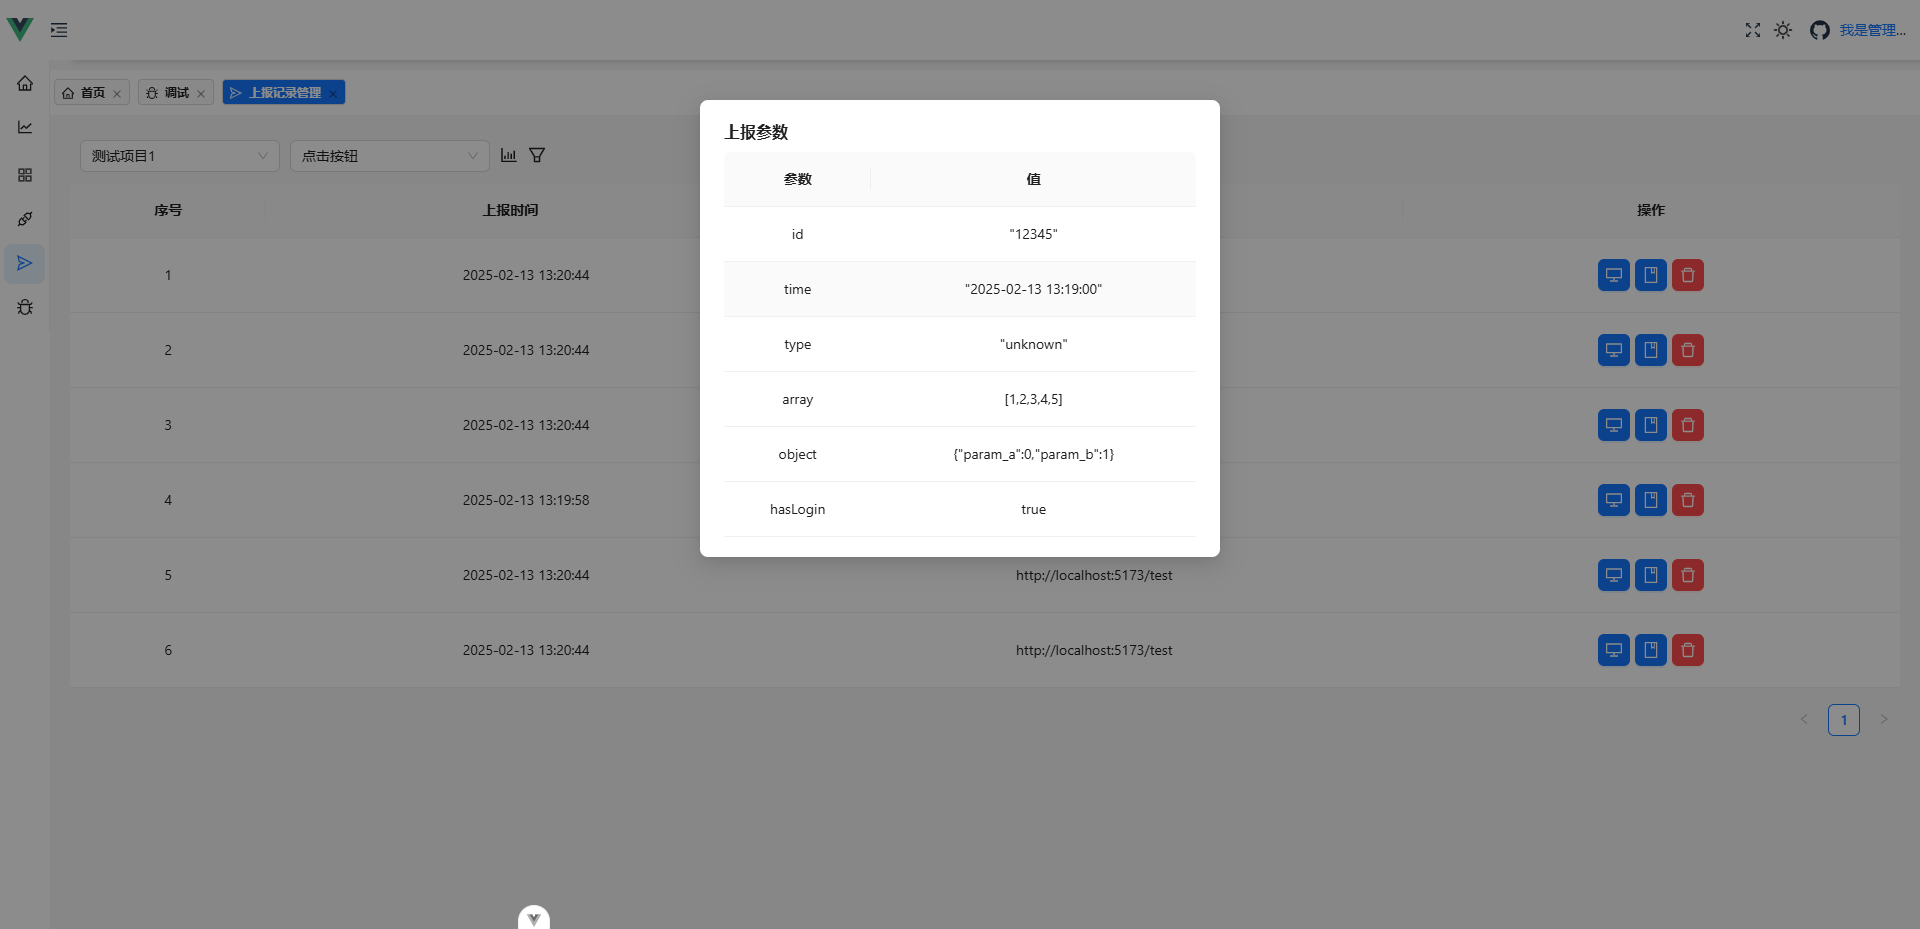 我是管理...
首页
调试
上报记录管理
测试项目1
点击按钮
序号
上报时间
操作
1
2025-02-13 13:20:44
2
2025-02-13 13:20:44
3
2025-02-13 13:20:44
4
2025-02-13 13:19:58
5
2025-02-13 13:20:44
http://localhost:5173/test
6
2025-02-13 13:20:44
http://localhost:5173/test
1
上报参数
参数 值
id "12345"
time "2025-02-13 13:19:00"
type "unknown"
array [1,2,3,4,5]
object {"param_a":0,"param_b":1}
hasLogin true